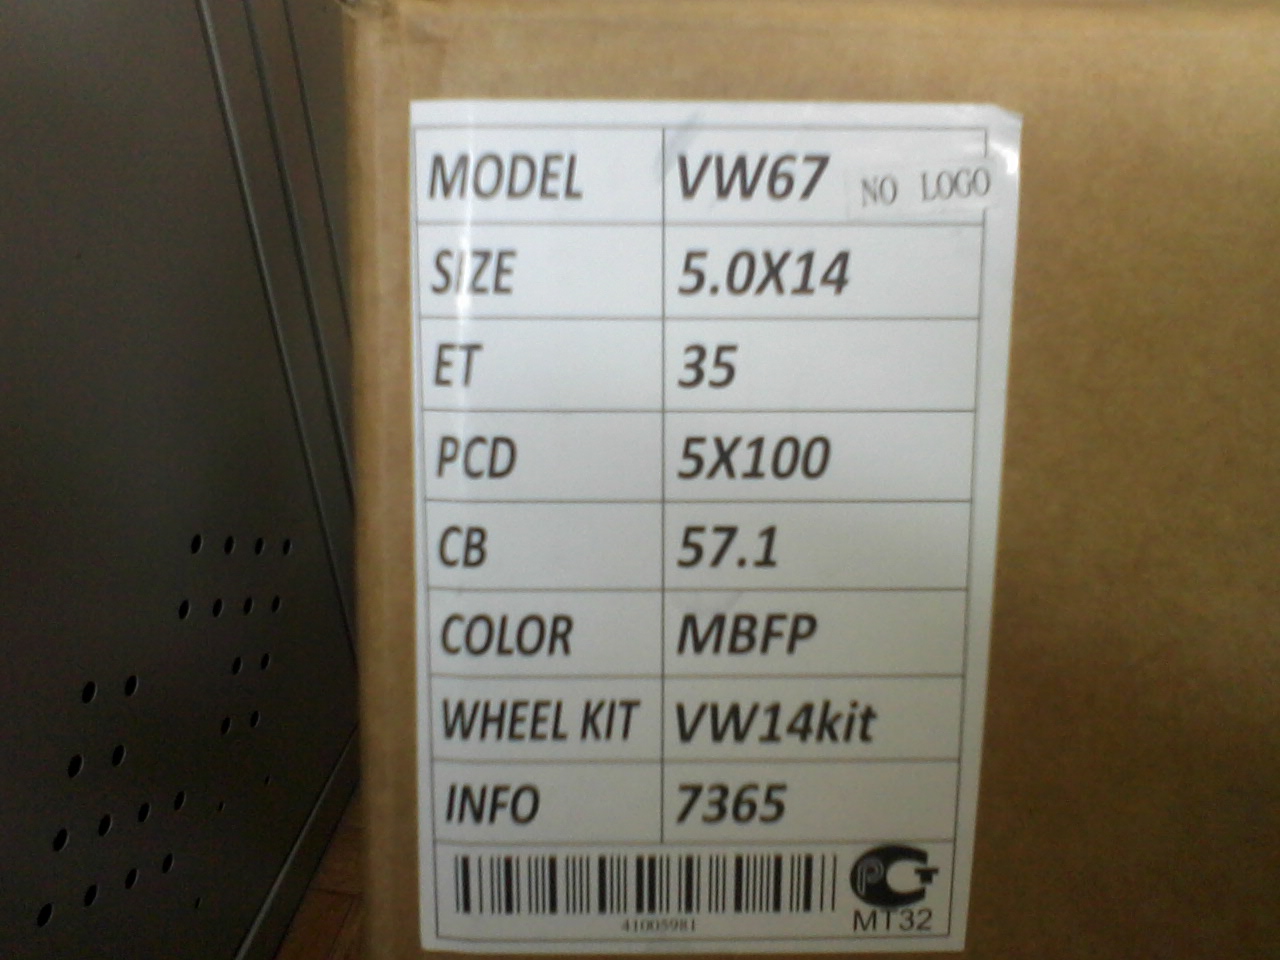 MODEL VW67 NO LOGO
SIZE 5.0X14
ET 35
PCD 5X100
CB 57.1
COLOR MBFP
WHEEL KIT VW14kit
INFO 7365
41005981
MT32